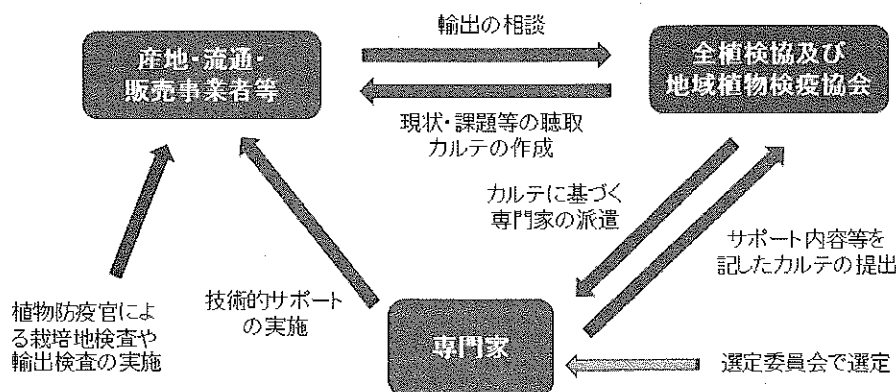 輸出の相談
産地・流通・
販売事業者等
全植検協及び
地域植物検疫協会
現状・課題等の聴取
カルテの作成
カルテに基づく
専門家の派遣
サポート内容等を
記したカルテの提出
植物防疫官によ
る栽培地検査や
輸出検査の実施
技術的サポート
の実施
専門家
選定委員会で選定